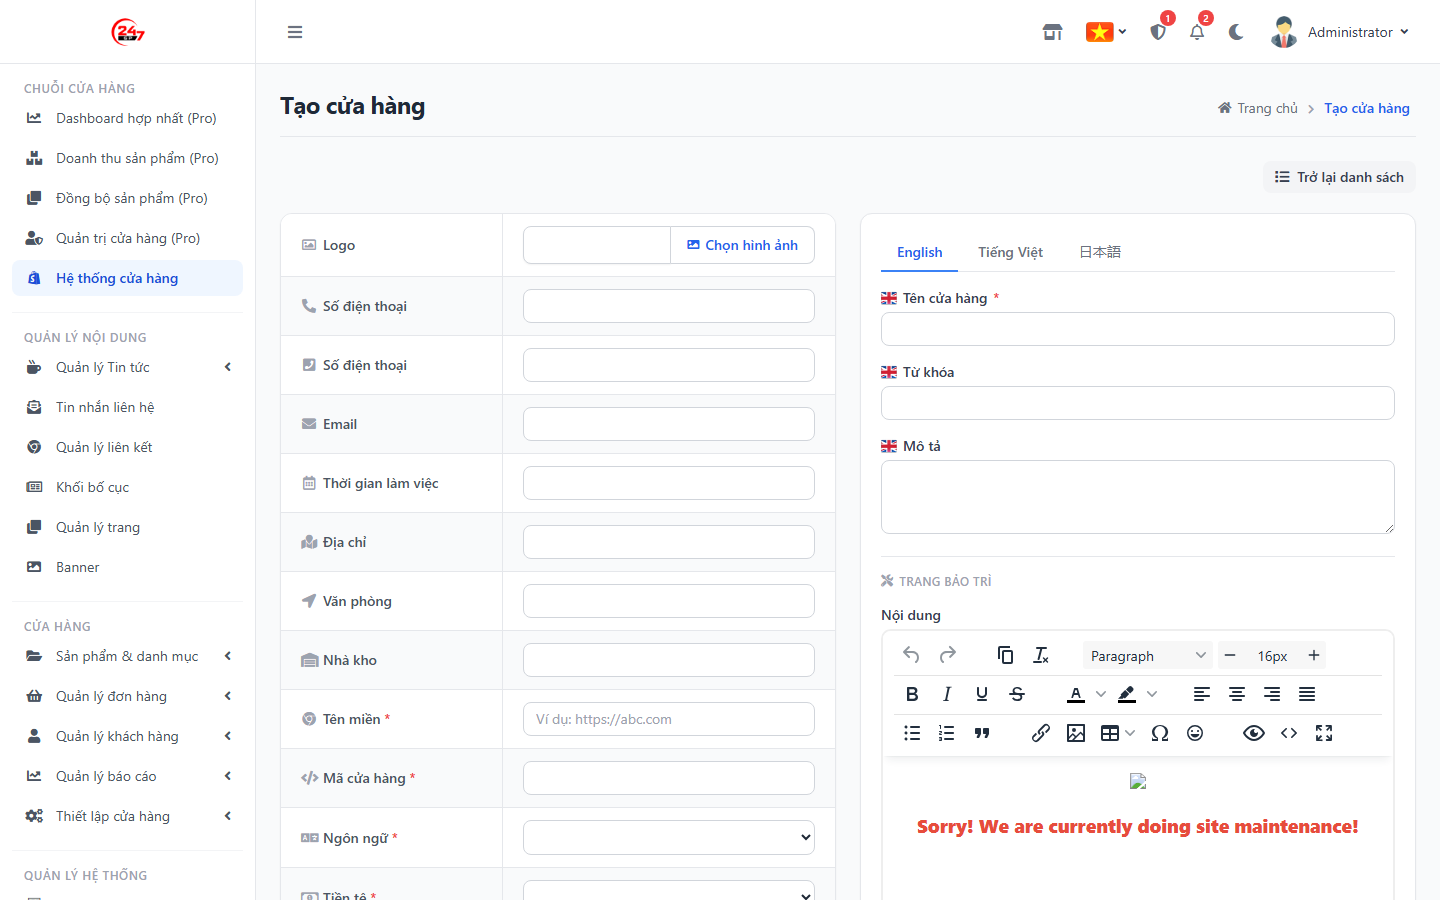 247
GP
1
2
Administrator
CHUỖI CỬA HÀNG
Dashboard hợp nhất (Pro)
Doanh thu sản phẩm (Pro)
Đồng bộ sản phẩm (Pro)
Quản trị cửa hàng (Pro)
Hệ thống cửa hàng
QUẢN LÝ NỘI DUNG
Quản lý Tin tức
Tin nhắn liên hệ
Quản lý liên kết
Khối bố cục
Quản lý trang
Banner
CỬA HÀNG
Sản phẩm & danh mục
Quản lý đơn hàng
Quản lý khách hàng
Quản lý báo cáo
Thiết lập cửa hàng
QUẢN LÝ HỆ THỐNG
Tạo cửa hàng
Trang chủ
Tạo cửa hàng
Trở lại danh sách
Logo
Chọn hình ảnh
Số điện thoại
Số điện thoại
Email
Thời gian làm việc
Địa chỉ
Văn phòng
Nhà kho
Tên miền *
Ví dụ: https://abc.com
Mã cửa hàng *
Ngôn ngữ *
Tiền tệ *
English
Tiếng Việt
日本語
Tên cửa hàng *
Từ khóa
Mô tả
TRANG BẢO TRÌ
Nội dung
Paragraph
16px
Sorry! We are currently doing site maintenance!